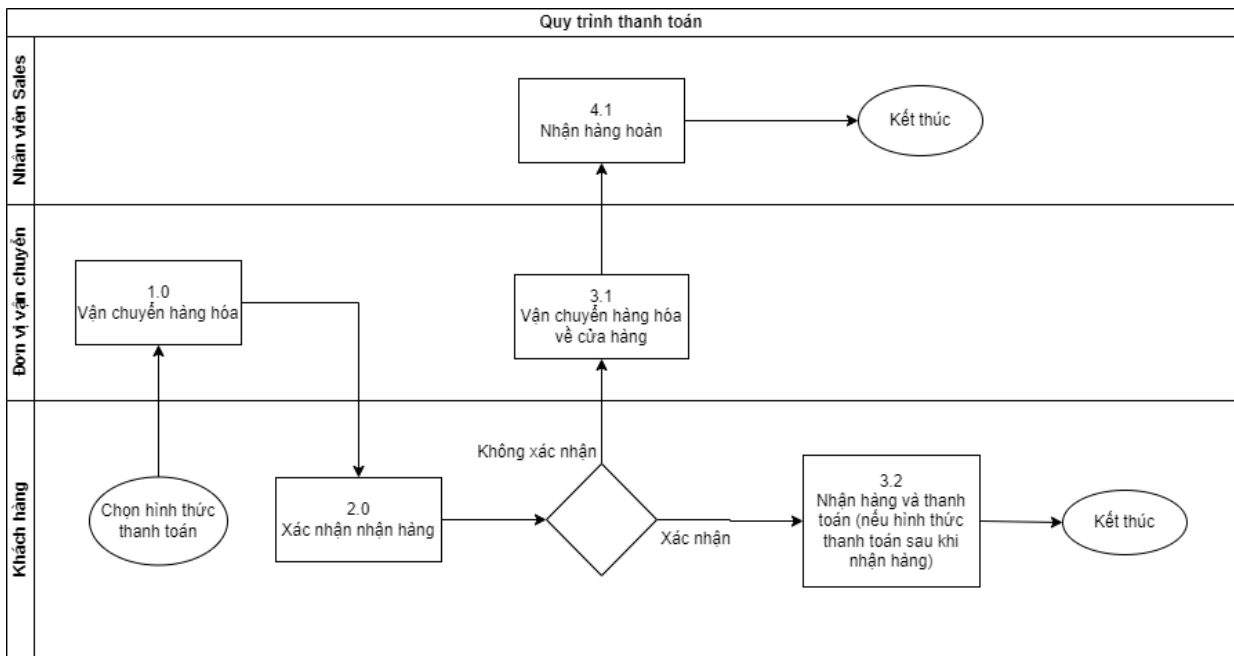 Quy trình thanh toán
Nhân viên Sales
4.1
Nhận hàng hoàn
Kết thúc
Đơn vị vận chuyển
1.0
Vận chuyển hàng hóa
3.1
Vận chuyển hàng hóa
về cửa hàng
Khách hàng
Chọn hình thức
thanh toán
2.0
Xác nhận nhận hàng
Không xác nhận
Xác nhận
3.2
Nhận hàng và thanh
toán (nếu hình thức
thanh toán sau khi
nhận hàng)
Kết thúc